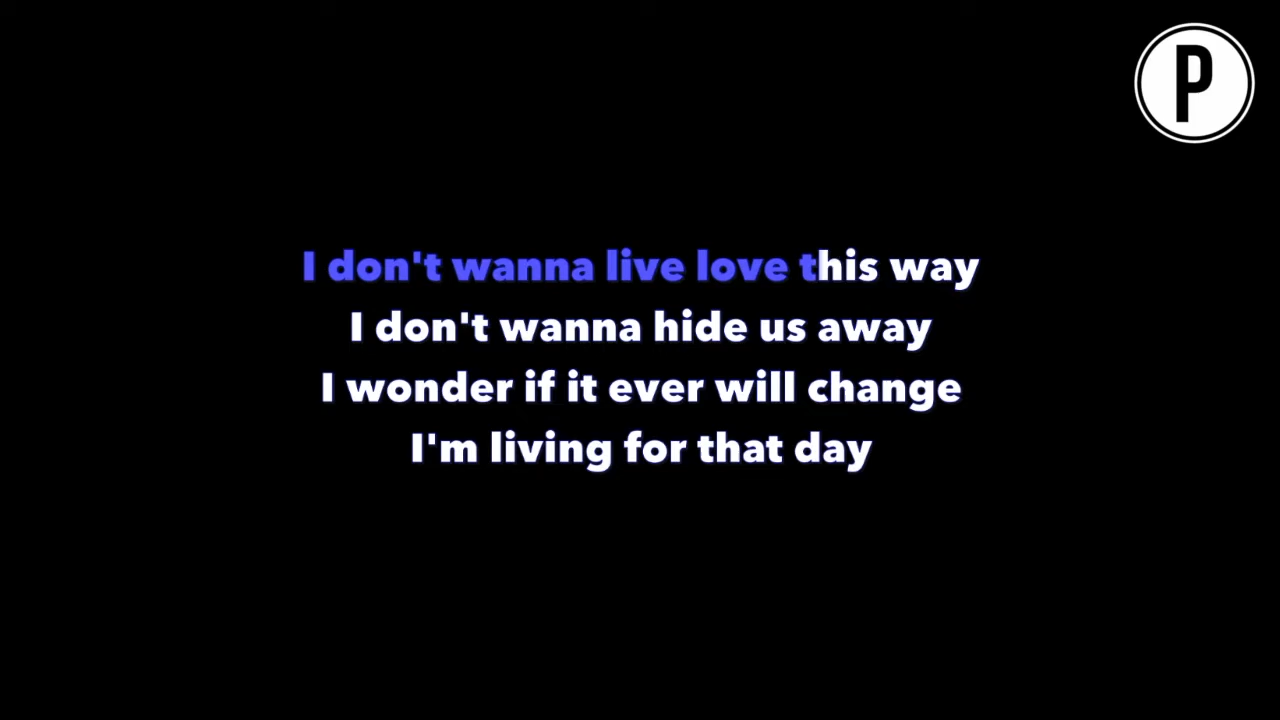 P
I don't wanna live love this way
I don't wanna hide us away
I wonder if it ever will change
I'm living for that day